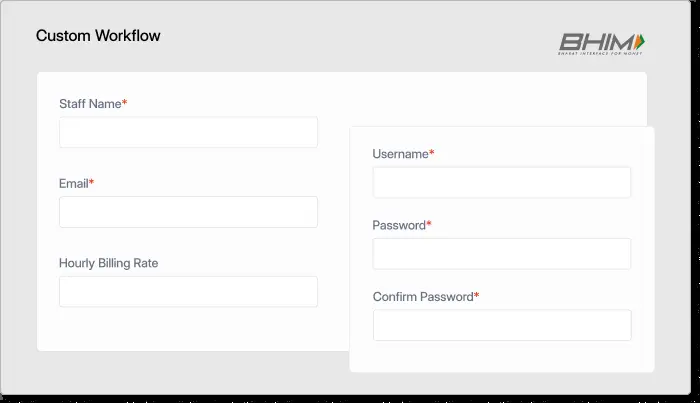 Custom Workflow
BHIM
BHARAT INTERFACE FOR MONEY
Staff Name*
Email*
Hourly Billing Rate
Username*
Password*
Confirm Password*